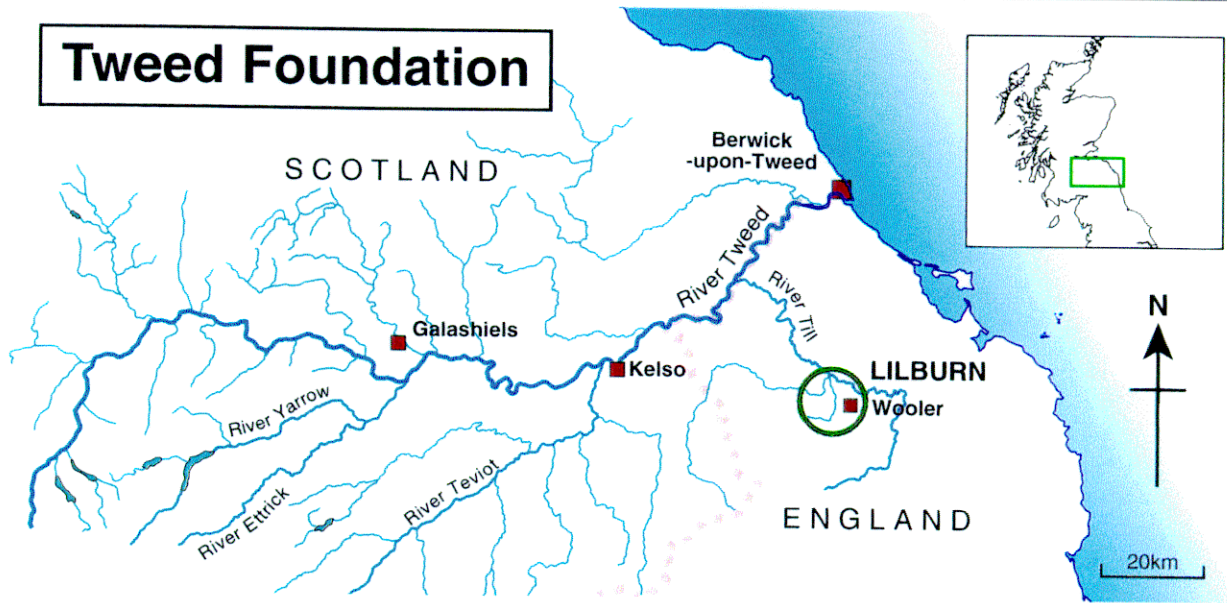 Tweed Foundation
SCOTLAND
Berwick
-upon-Tweed
River Tweed
River Till
Galashiels
Kelso
LILBURN
Wooler
River Yarrow
River Ettrick
River Teviot
ENGLAND
N
20km